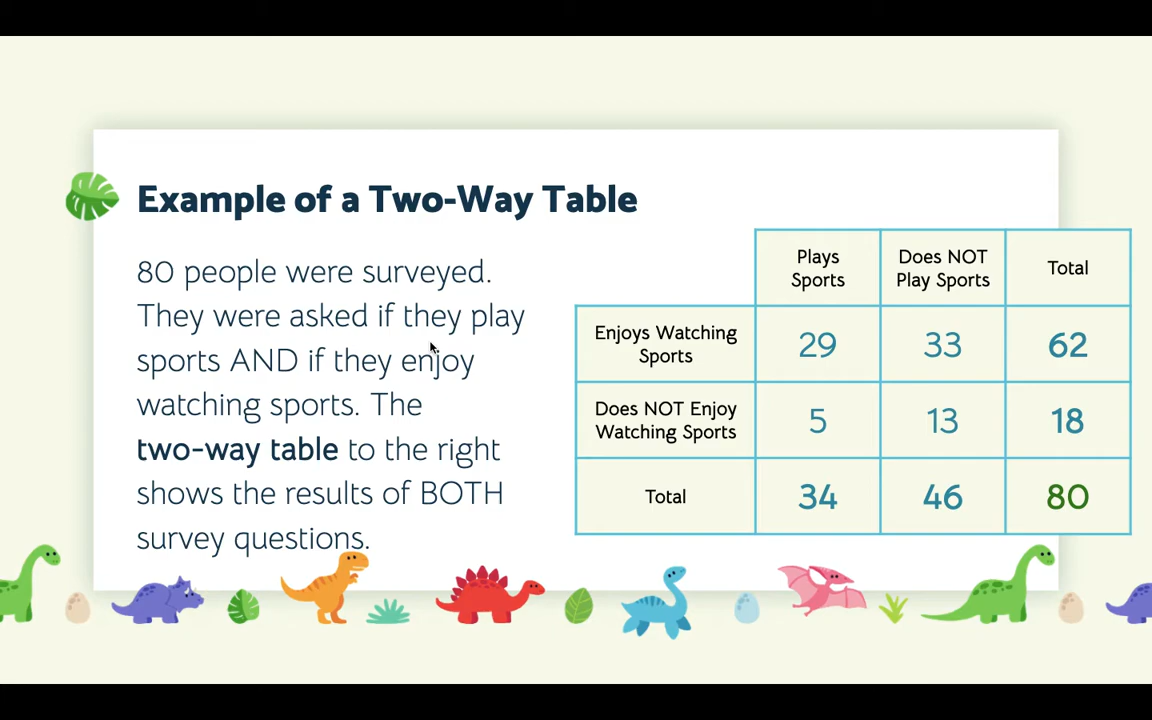 Example of a Two-Way Table
80 people were surveyed.
They were asked if they play
sports AND if they enjoy
watching sports. The
two-way table to the right
shows the results of BOTH
survey questions.
Plays
Sports
Does NOT
Play Sports
Total
Enjoys Watching
Sports
29
33
62
Does NOT Enjoy
Watching Sports
5
13
18
Total
34
46
80